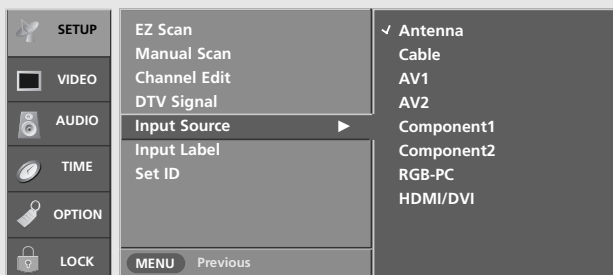 SETUP
VIDEO
AUDIO
TIME
OPTION
LOCK
EZ Scan
Manual Scan
Channel Edit
DTV Signal
Input Source ►
Input Label
Set ID
MENU Previous
✓ Antenna
Cable
AV1
AV2
Component1
Component2
RGB-PC
HDMI/DVI